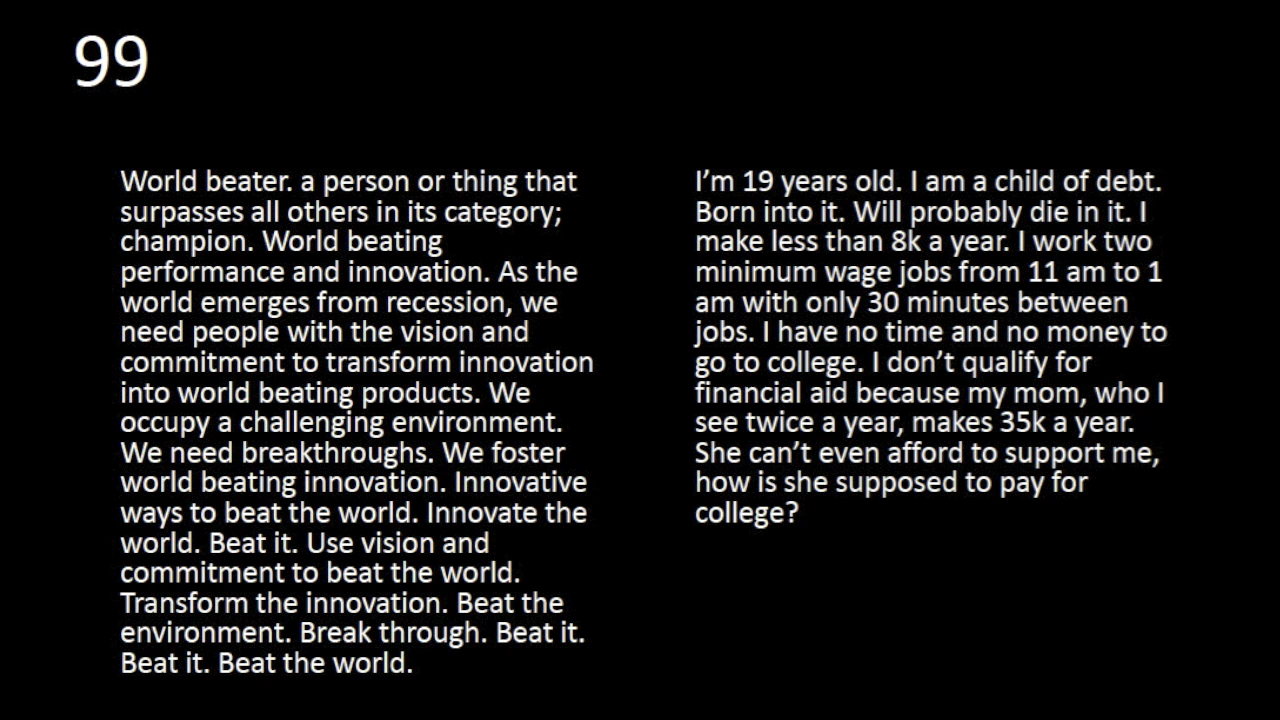 99
World beater. a person or thing that
surpasses all others in its category;
champion. World beating
performance and innovation. As the
world emerges from recession, we
need people with the vision and
commitment to transform innovation
into world beating products. We
occupy a challenging environment.
We need breakthroughs. We foster
world beating innovation. Innovative
ways to beat the world. Innovate the
world. Beat it. Use vision and
commitment to beat the world.
Transform the innovation. Beat the
environment. Break through. Beat it.
Beat it. Beat the world.
I’m 19 years old. I am a child of debt.
Born into it. Will probably die in it. I
make less than 8k a year. I work two
minimum wage jobs from 11 am to 1
am with only 30 minutes between
jobs. I have no time and no money to
go to college. I don’t qualify for
financial aid because my mom, who I
see twice a year, makes 35k a year.
She can’t even afford to support me,
how is she supposed to pay for
college?